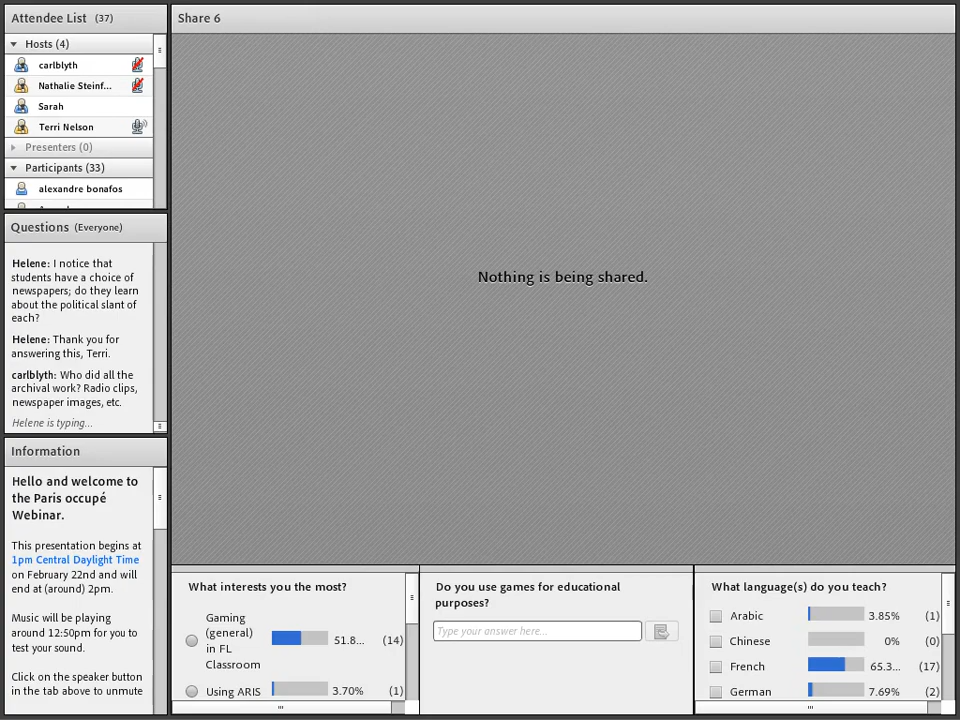 Attendee List (37)
Hosts (4)
carlblyth
Nathalie Steinf...
Sarah
Terri Nelson
Presenters (0)
Participants (33)
alexandre bonafos
Questions (Everyone)
Helene: I notice that
students have a choice of
newspapers; do they learn
about the political slant of
each?
Helene: Thank you for
answering this, Terri.
carlblyth: Who did all the
archival work? Radio clips,
newspaper images, etc.
Helene is typing...
Information
Hello and welcome to
the Paris occupé
Webinar.
This presentation begins at
1pm Central Daylight Time
on February 22nd and will
end at (around) 2pm.
Music will be playing
around 12:50pm for you to
test your sound.
Click on the speaker button
in the tab above to unmute
Share 6
Nothing is being shared.
What interests you the most?
Gaming
(general)
in FL
Classroom
51.8... (14)
Using ARIS 3.70% (1)
Do you use games for educational
purposes?
Type your answer here...
What language(s) do you teach?
Arabic 3.85% (1)
Chinese 0% (0)
French 65.3... (17)
German 7.69% (2)